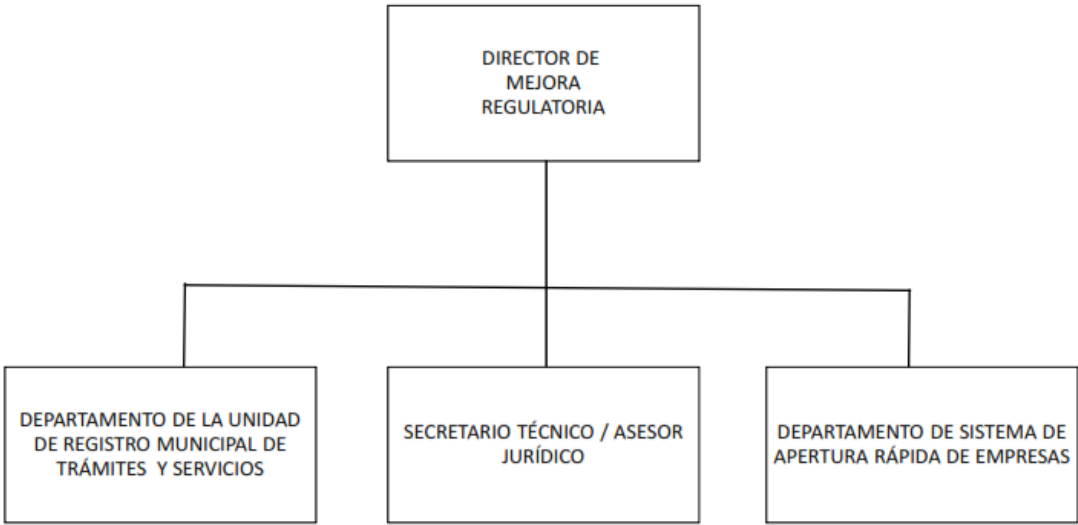 DIRECTOR DE
MEJORA
REGULATORIA
DEPARTAMENTO DE LA UNIDAD
DE REGISTRO MUNICIPAL DE
TRÁMITES Y SERVICIOS
SECRETARIO TÉCNICO / ASESOR
JURÍDICO
DEPARTAMENTO DE SISTEMA DE
APERTURA RÁPIDA DE EMPRESAS